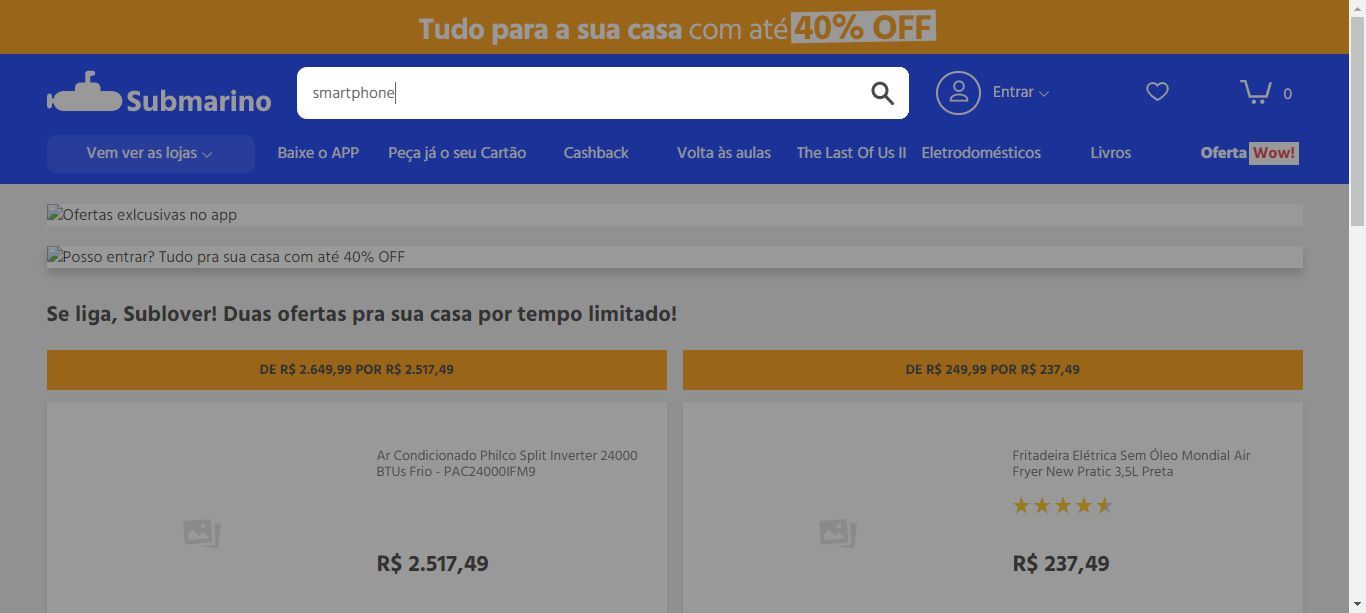 Tudo para a sua casa com até 40% OFF
Submarino
smartphone
Entrar
0
Vem ver as lojas
Baixe o APP
Peça já o seu Cartão
Cashback
Volta às aulas
The Last Of Us II
Eletrodomésticos
Livros
Oferta Wow!
Ofertas exlcusivas no app
Posso entrar? Tudo pra sua casa com até 40% OFF
Se liga, Sublover! Duas ofertas pra sua casa por tempo limitado!
DE R$ 2.649,99 POR R$ 2.517,49
Ar Condicionado Philco Split Inverter 24000
BTUs Frio - PAC24000IFM9
R$ 2.517,49
DE R$ 249,99 POR R$ 237,49
Fritadeira Elétrica Sem Óleo Mondial Air
Fryer New Pratic 3,5L Preta
R$ 237,49